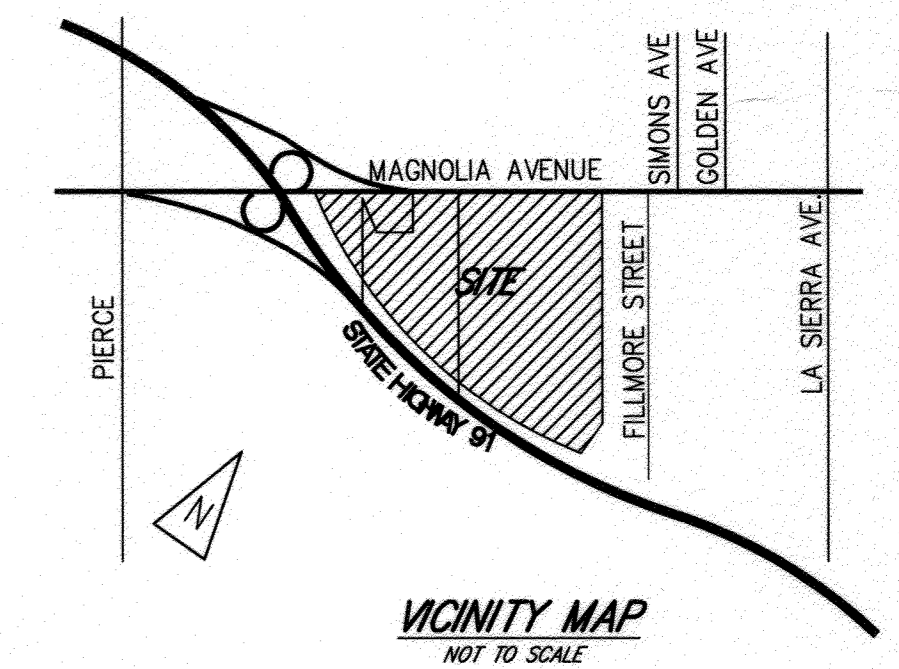 SIMONS AVE
GOLDEN AVE
MAGNOLIA AVENUE
PIERCE
SITE
FILLMORE STREET
LA SIERRA AVE.
STATE HIGHWAY 91
N
VICINITY MAP
NOT TO SCALE